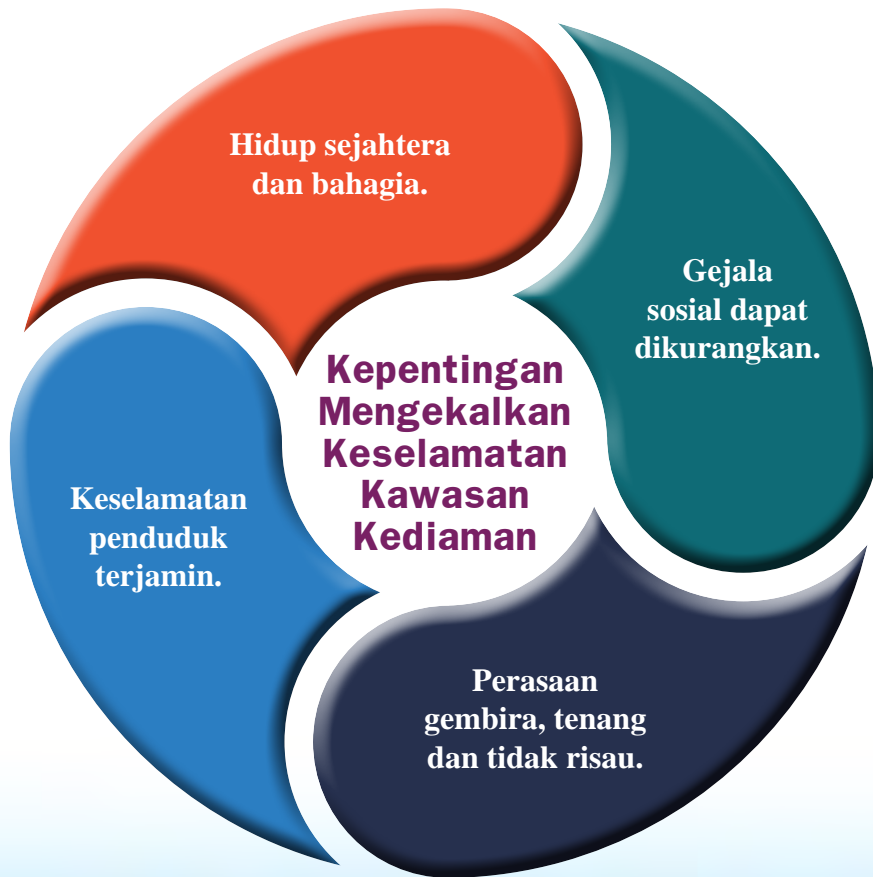 Hidup sejahtera
dan bahagia.
Gejala
sosial dapat
dikurangkan.
Kepentingan
Mengekalkan
Keselamatan
Kawasan
Kediaman
Keselamatan
penduduk
terjamin.
Perasaan
gembira, tenang
dan tidak risau.